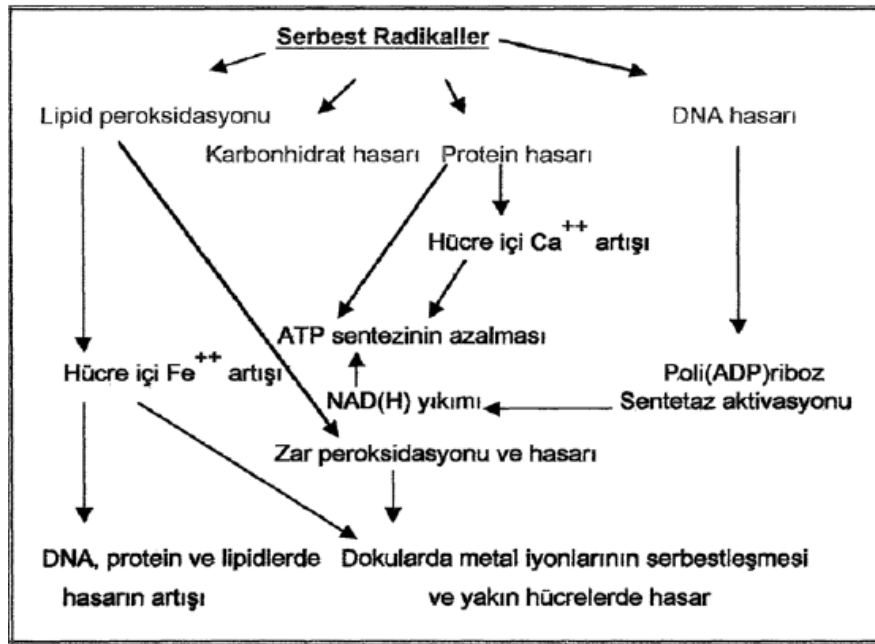 Serbest Radikaller
Lipid peroksidasyonu
DNA hasarı
Karbonhidrat hasarı
Protein hasarı
Hücre içi Ca++ artışı
ATP sentezinin azalması
Hücre içi Fe++ artışı
Poli(ADP)riboz
NAD(H) yıkımı
Sentetaz aktivasyonu
Zar peroksidasyonu ve hasarı
DNA, protein ve lipidlerde
hasarın artışı
Dokularda metal iyonlarının serbestleşmesi
ve yakın hücrelerde hasar